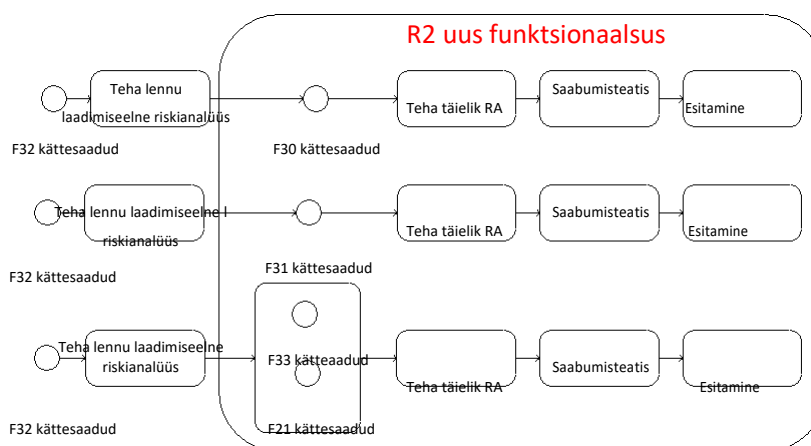 R2 uus funktsionaalsus
Teha lennu
laadimiseelne riskianalüüs
Teha täielik RA
Saabumisteatis
Esitamine
F32 kättesaadud
F30 kättesaadud
Teha lennu laadimiseelne l
riskianalüüs
Teha täielik RA
Saabumisteatis
Esitamine
F32 kättesaadud
F31 kättesaadud
Teha lennu laadimiseelne
riskianalüüs
F33 kätteaadud
Teha täielik RA
Saabumisteatis
Esitamine
F32 kättesaadud
F21 kättesaadud